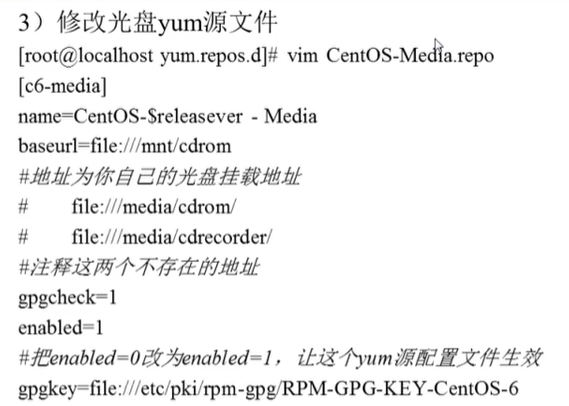 3）修改光盘yum源文件
[root@localhost yum.repos.d]# vim CentOS-Media.repo
[c6-media]
name=CentOS-$releasever - Media
baseurl=file:///mnt/cdrom
#地址为你自己的光盘挂载地址
#        file:///media/cdrom/
#        file:///media/cdrecorder/
#注释这两个不存在的地址
gpgcheck=1
enabled=1
#把enabled=0改为enabled=1，让这个yum源配置文件生效
gpgkey=file:///etc/pki/rpm-gpg/RPM-GPG-KEY-CentOS-6